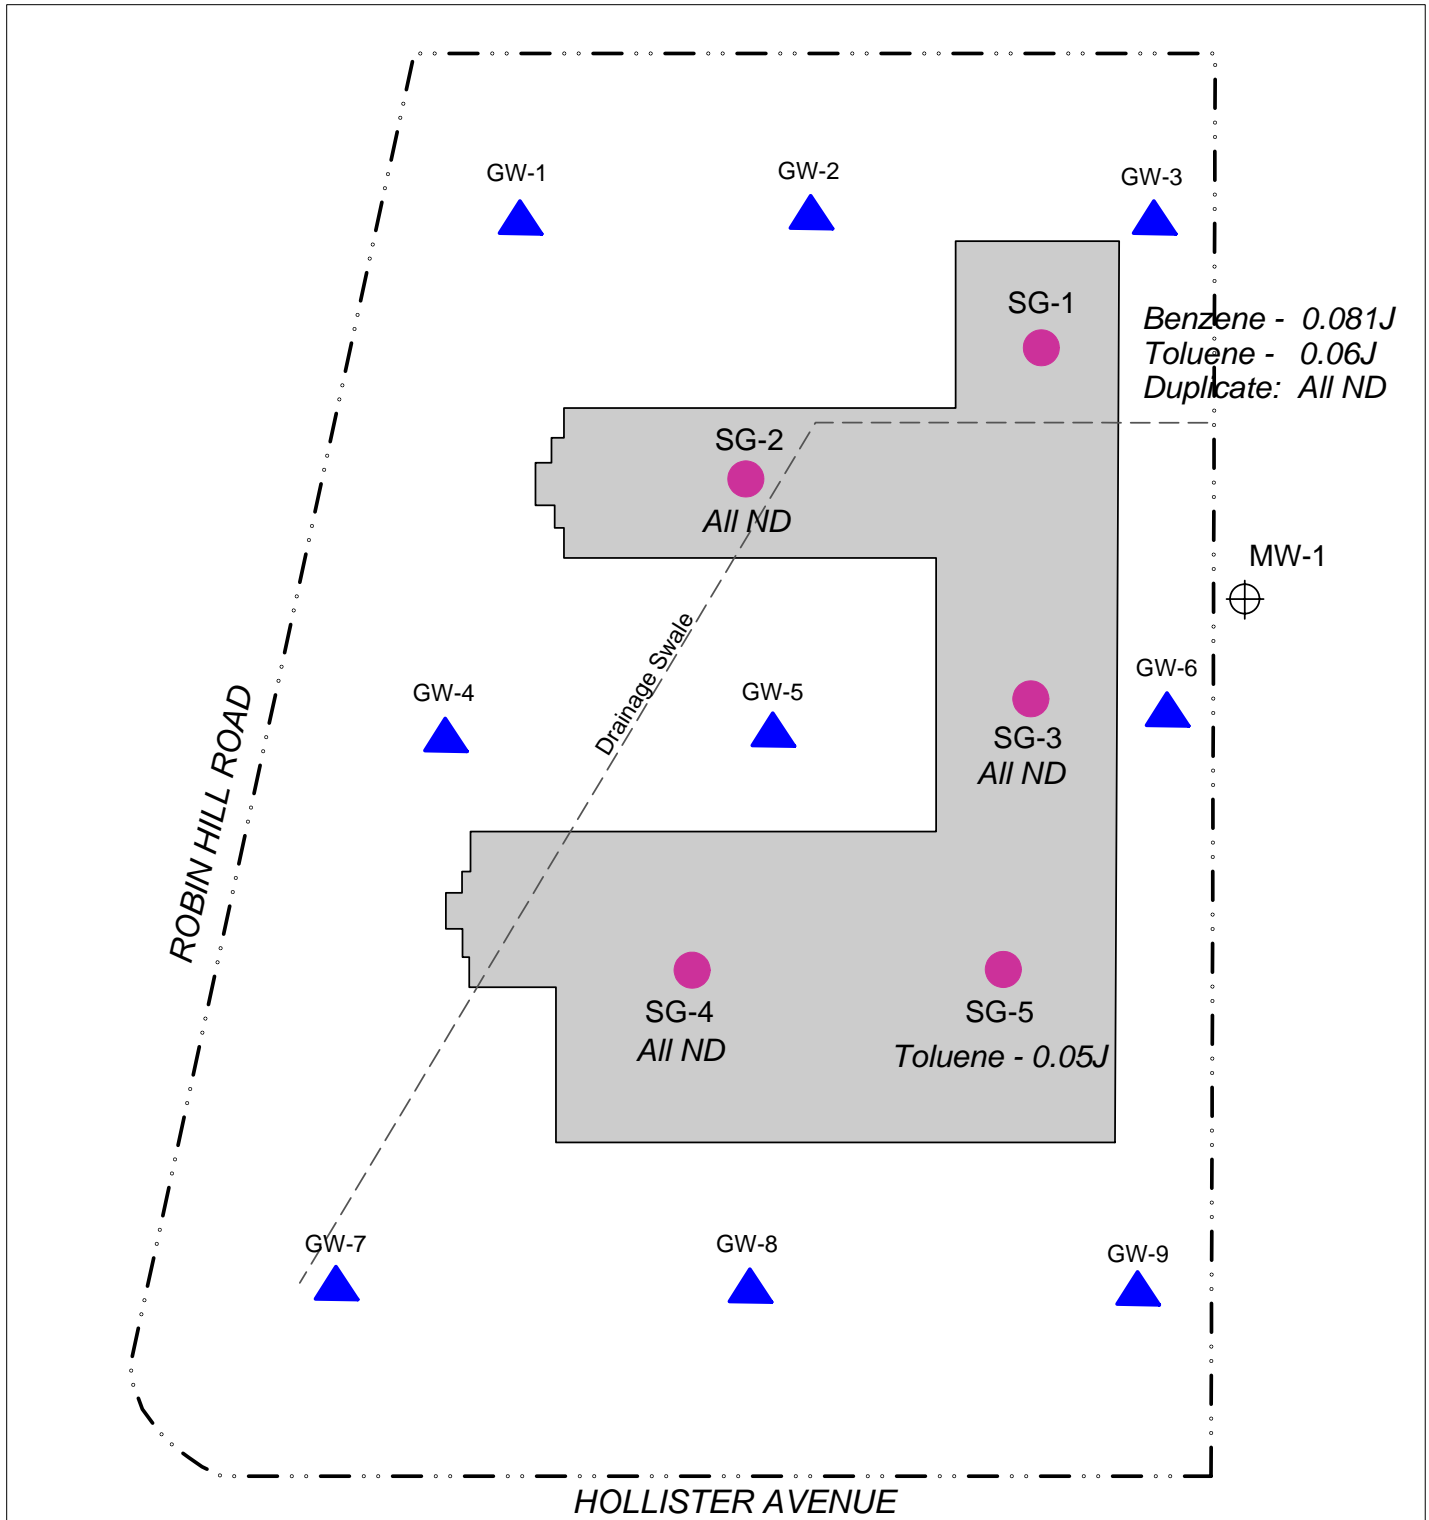 GW-1
GW-2
GW-3
SG-1
Benzene - 0.081J
Toluene - 0.06J
Duplicate: All ND
SG-2
All ND
MW-1
Drainage Swale
GW-4
GW-5
GW-6
SG-3
All ND
ROBIN HILL ROAD
SG-4
All ND
SG-5
Toluene - 0.05J
GW-7
GW-8
GW-9
HOLLISTER AVENUE